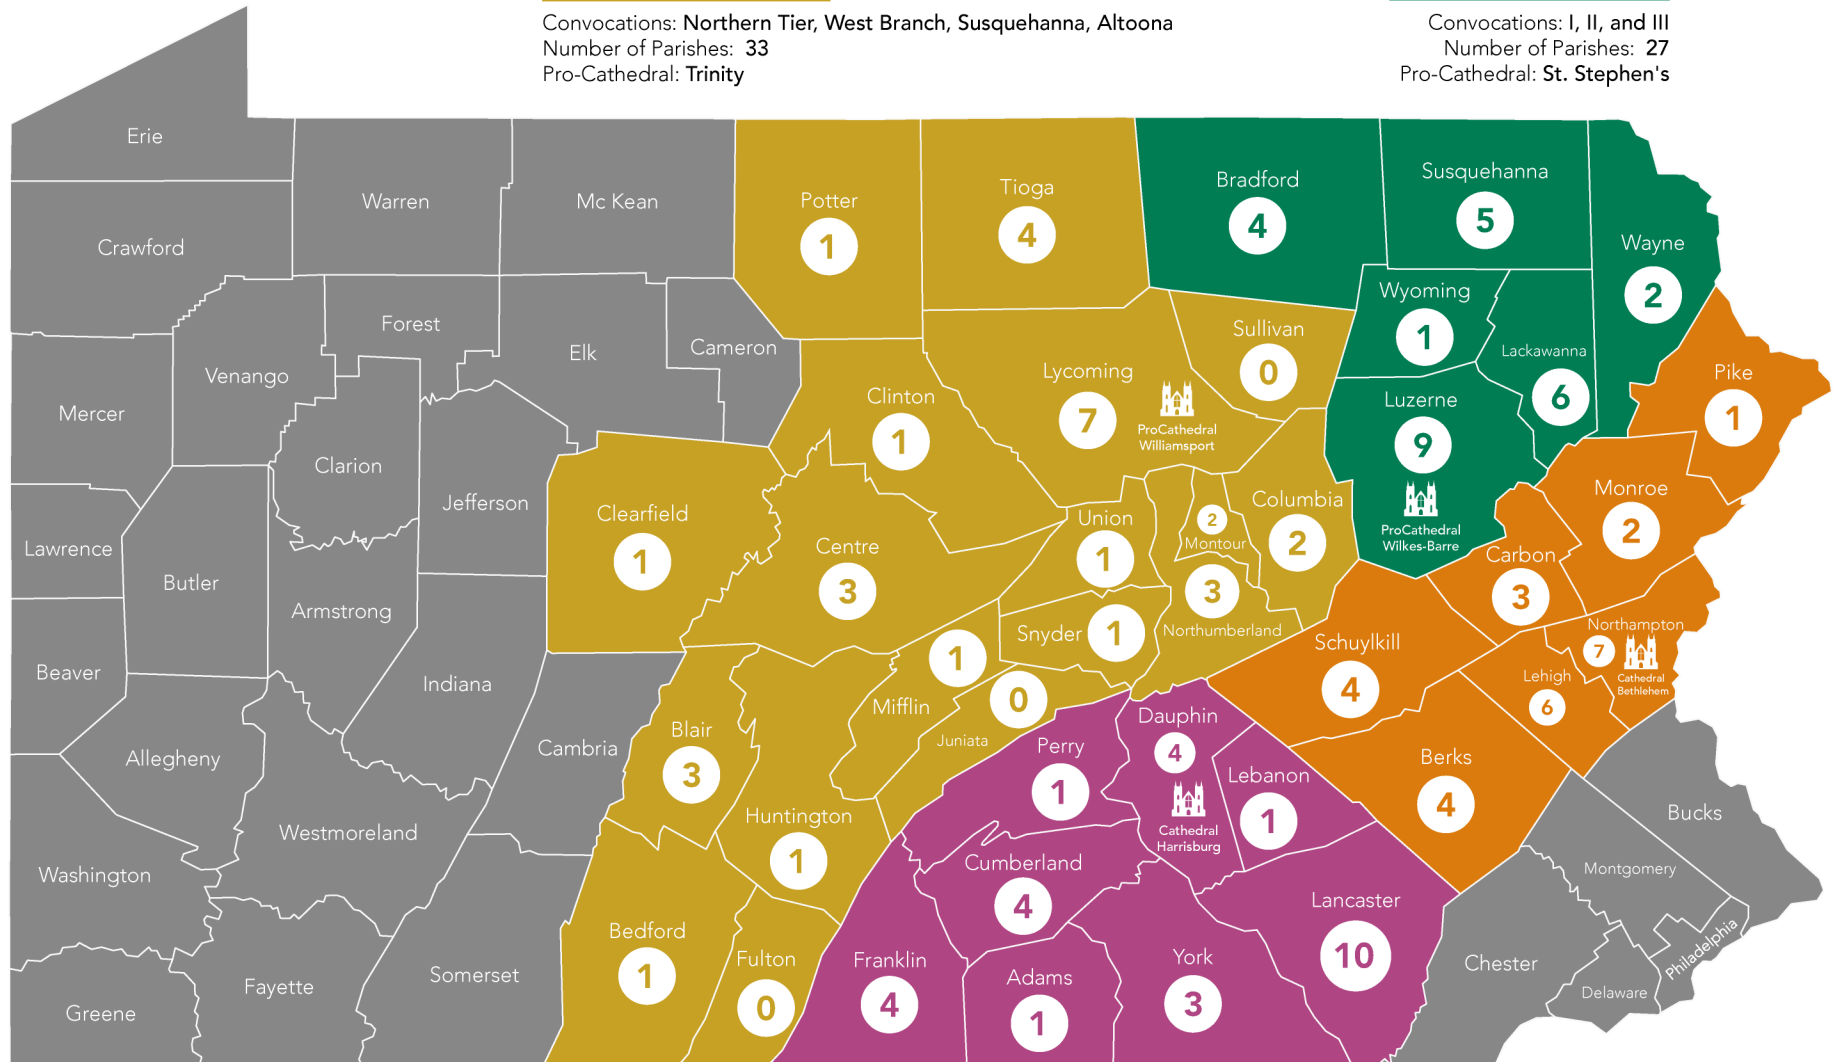 Convocations: Northern Tier, West Branch, Susquehanna, Altoona
Number of Parishes: 33
Pro-Cathedral: Trinity
Convocations: I, II, and III
Number of Parishes: 27
Pro-Cathedral: St. Stephen's
Erie
Warren
Mc Kean
Crawford
Potter
1
Tioga
4
Bradford
4
Susquehanna
5
Wayne
2
Forest
Elk
Cameron
Venango
Mercer
Clarion
Jefferson
Lawrence
Butler
Armstrong
Beaver
Indiana
Allegheny
Cambria
Westmoreland
Washington
Greene
Fayette
Somerset
Clinton
1
Lycoming
7
ProCathedral
Williamsport
Sullivan
0
Wyoming
1
Lackawanna
6
Luzerne
9
ProCathedral
Wilkes-Barre
Pike
1
Monroe
2
Carbon
3
Northampton
7
Cathedral
Bethlehem
Lehigh
6
Schuylkill
4
Berks
4
Clearfield
1
Centre
3
Union
1
2
Montour
Columbia
2
3
Northumberland
Snyder
1
1
Mifflin
0
Juniata
Blair
3
Huntington
1
Bedford
1
Fulton
0
Perry
1
Dauphin
4
Cathedral
Harrisburg
Lebanon
1
Cumberland
4
Franklin
4
Adams
1
York
3
Lancaster
10
Bucks
Montgomery
Philadelphia
Chester
Delaware